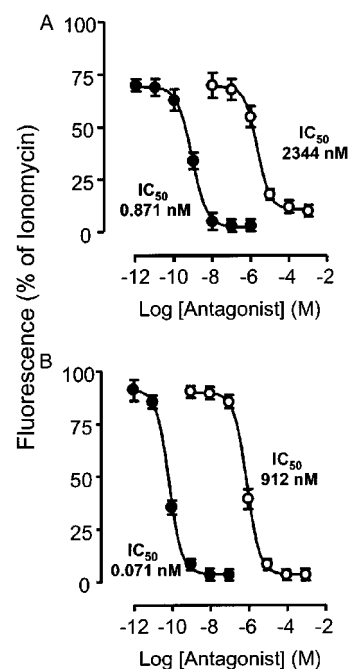 A
Fluorescence (% of Ionomycin)
100
75
50
25
0
IC50
2344 nM
IC50
0.871 nM
-12 -10 -8 -6 -4 -2
Log [Antagonist] (M)
B
100
75
50
25
0
IC50
912 nM
IC50
0.071 nM
-12 -10 -8 -6 -4 -2
Log [Antagonist] (M)